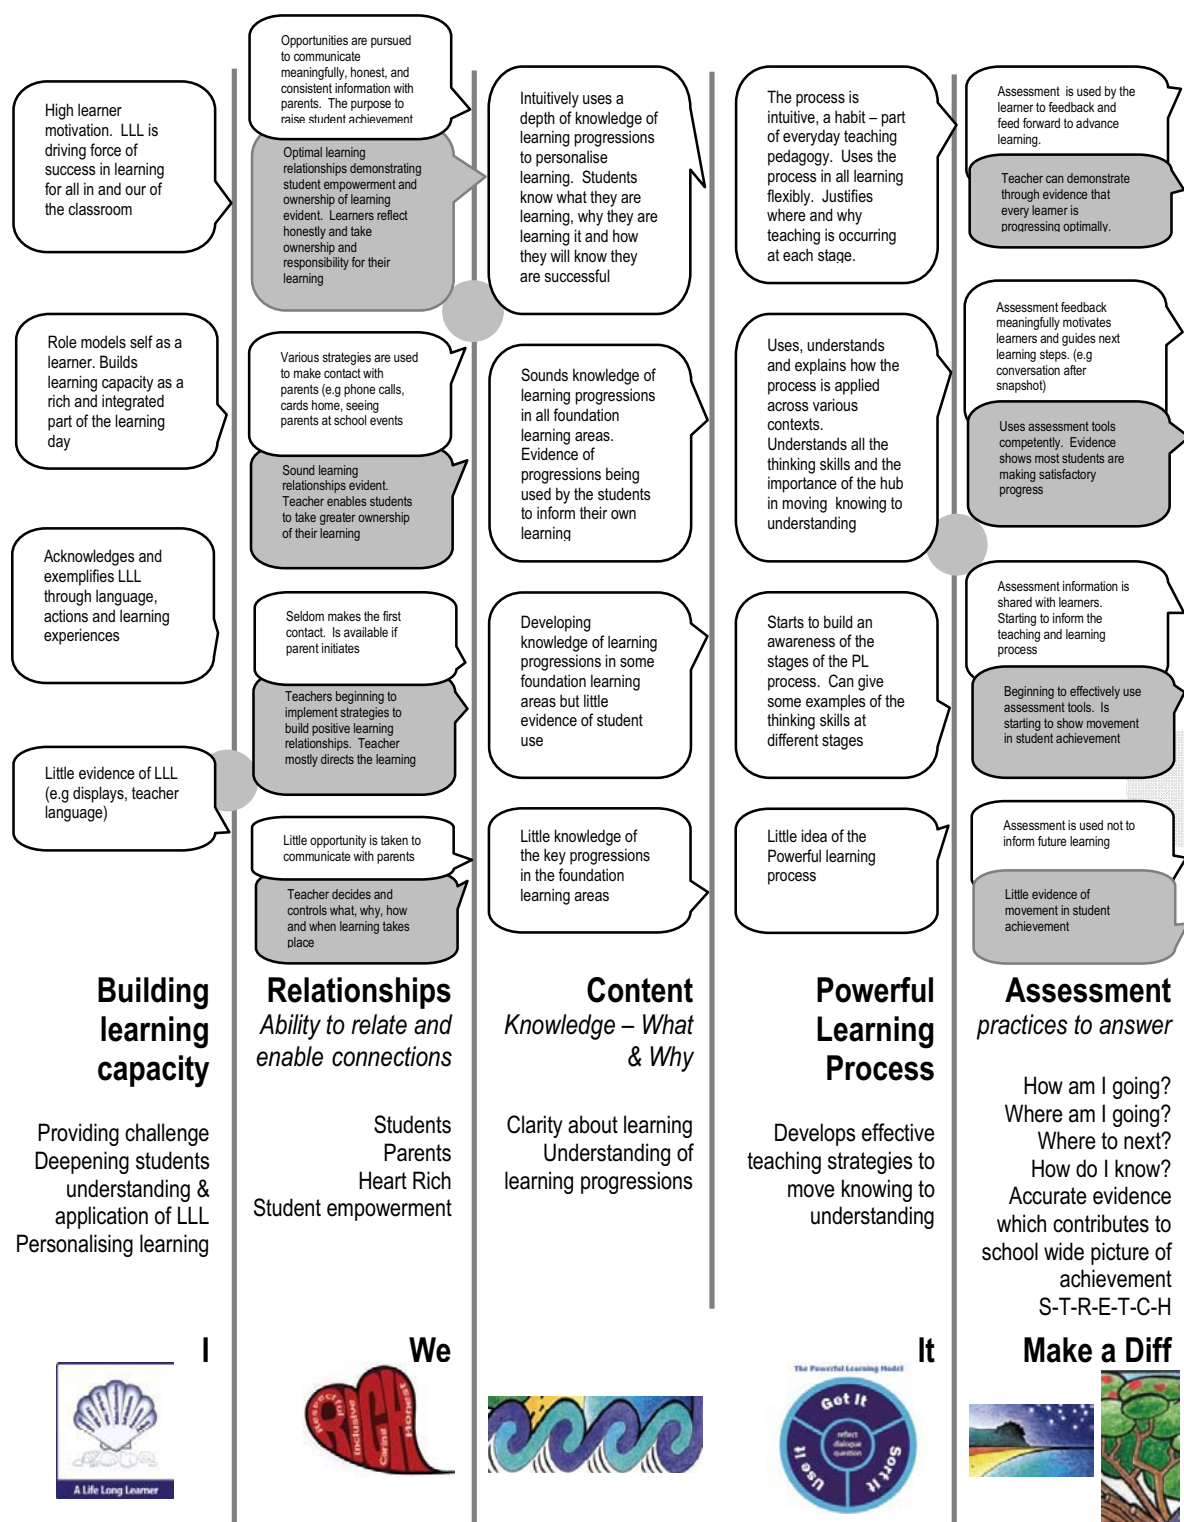 High learner
motivation.  LLL is
driving force of
success in learning
for all in and our of
the classroom
Role models self as a
learner. Builds
learning capacity as a
rich and integrated
part of the learning
day
Acknowledges and
exemplifies LLL
through language,
actions and learning
experiences
Little evidence of LLL
(e.g displays, teacher
language)
Opportunities are pursued
to communicate
meaningfully, honest, and
consistent information with
parents.  The purpose to
raise student achievement
Optimal learning
relationships demonstrating
student empowerment and
ownership of learning
evident.  Learners reflect
honestly and take
ownership and
responsibility for their
learning
Various strategies are used
to make contact with
parents (e.g phone calls,
cards home, seeing
parents at school events
Sound learning
relationships evident.
Teacher enables students
to take greater ownership
of their learning
Seldom makes the first
contact.  Is available if
parent initiates
Teachers beginning to
implement strategies to
build positive learning
relationships.  Teacher
mostly directs the learning
Little opportunity is taken to
communicate with parents
Teacher decides and
controls what, why, how
and when learning takes
place
Intuitively uses a
depth of knowledge of
learning progressions
to personalise
learning.  Students
know what they are
learning, why they are
learning it and how
they will know they
are successful
Sounds knowledge of
learning progressions
in all foundation
learning areas.
Evidence of
progressions being
used by the students
to inform their own
learning
Developing
knowledge of learning
progressions in some
foundation learning
areas but little
evidence of student
use
Little knowledge of
the key progressions
in the foundation
learning areas
The process is
intuitive, a habit – part
of everyday teaching
pedagogy.  Uses the
process in all learning
flexibly.  Justifies
where and why
teaching is occurring
at each stage.
Uses, understands
and explains how the
process is applied
across various
contexts.
Understands all the
thinking skills and the
importance of the hub
in moving  knowing to
understanding
Starts to build an
awareness of the
stages of the PL
process.  Can give
some examples of the
thinking skills at
different stages
Little idea of the
Powerful learning
process
Assessment  is used by the
learner to feedback and
feed forward to advance
learning.
Teacher can demonstrate
through evidence that
every learner is
progressing optimally.
Assessment feedback
meaningfully motivates
learners and guides next
learning steps. (e.g
conversation after
snapshot)
Uses assessment tools
competently.  Evidence
shows most students are
making satisfactory
progress
Assessment information is
shared with learners.
Starting to inform the
teaching and learning
process
Beginning to effectively use
assessment tools.  Is
starting to show movement
in student achievement
Assessment is used not to
inform future learning
Little evidence of
movement in student
achievement
Building
learning
capacity
Providing challenge
Deepening students
understanding &
application of LLL
Personalising learning
I
A Life Long Learner
Relationships
Ability to relate and
enable connections
Students
Parents
Heart Rich
Student empowerment
We
Respectful
Inclusive
Caring
Honest
RICH
Content
Knowledge – What
& Why
Clarity about learning
Understanding of
learning progressions
Powerful
Learning
Process
Develops effective
teaching strategies to
move knowing to
understanding
It
The Powerful Learning Model
Get It
reflect
dialogue
question
Use It
Sort It
Assessment
practices to answer
How am I going?
Where am I going?
Where to next?
How do I know?
Accurate evidence
which contributes to
school wide picture of
achievement
S-T-R-E-T-C-H
Make a Diff